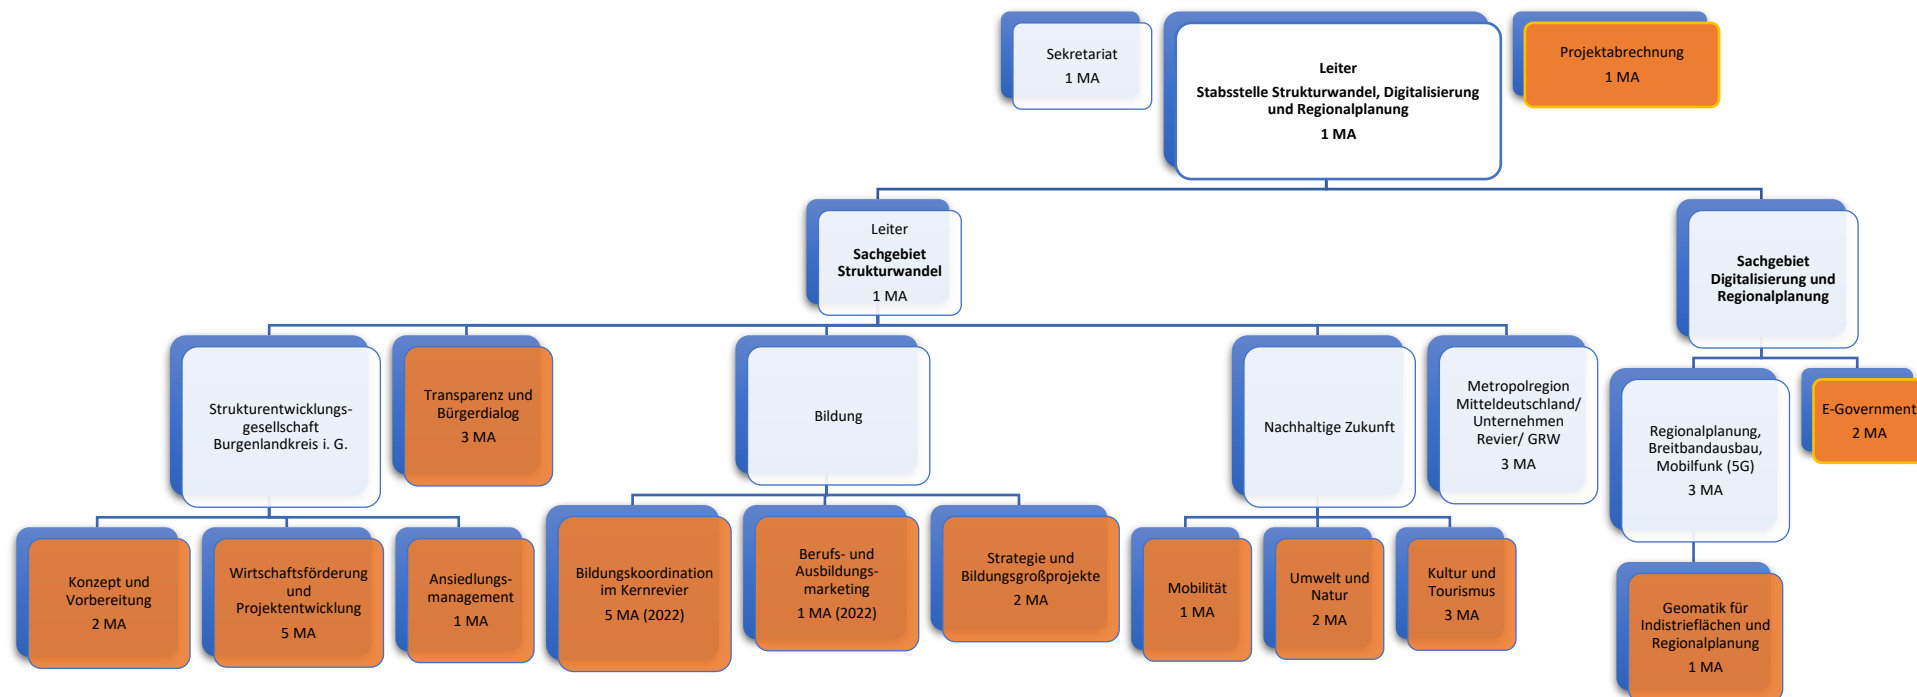 Sekretariat
1 MA
Leiter
Stabsstelle Strukturwandel, Digitalisierung
und Regionalplanung
1 MA
Projektabrechnung
1 MA
Leiter
Sachgebiet
Strukturwandel
1 MA
Sachgebiet
Digitalisierung und
Regionalplanung
Strukturentwicklungs-
gesellschaft
Burgenlandkreis i. G.
Transparenz und
Bürgerdialog
3 MA
Bildung
Nachhaltige Zukunft
Metropolregion
Mitteldeutschland/
Unternehmen
Revier/ GRW
3 MA
Regionalplanung,
Breitbandausbau,
Mobilfunk (5G)
3 MA
E-Government
2 MA
Konzept und
Vorbereitung
2 MA
Wirtschaftsförderung
und
Projektentwicklung
5 MA
Ansiedlungs-
management
1 MA
Bildungskoordination
im Kernrevier
5 MA (2022)
Berufs- und
Ausbildungs-
marketing
1 MA (2022)
Strategie und
Bildungsgroßprojekte
2 MA
Mobilität
1 MA
Umwelt und
Natur
2 MA
Kultur und
Tourismus
3 MA
Geomatik für
Indistrieflächen und
Regionalplanung
1 MA